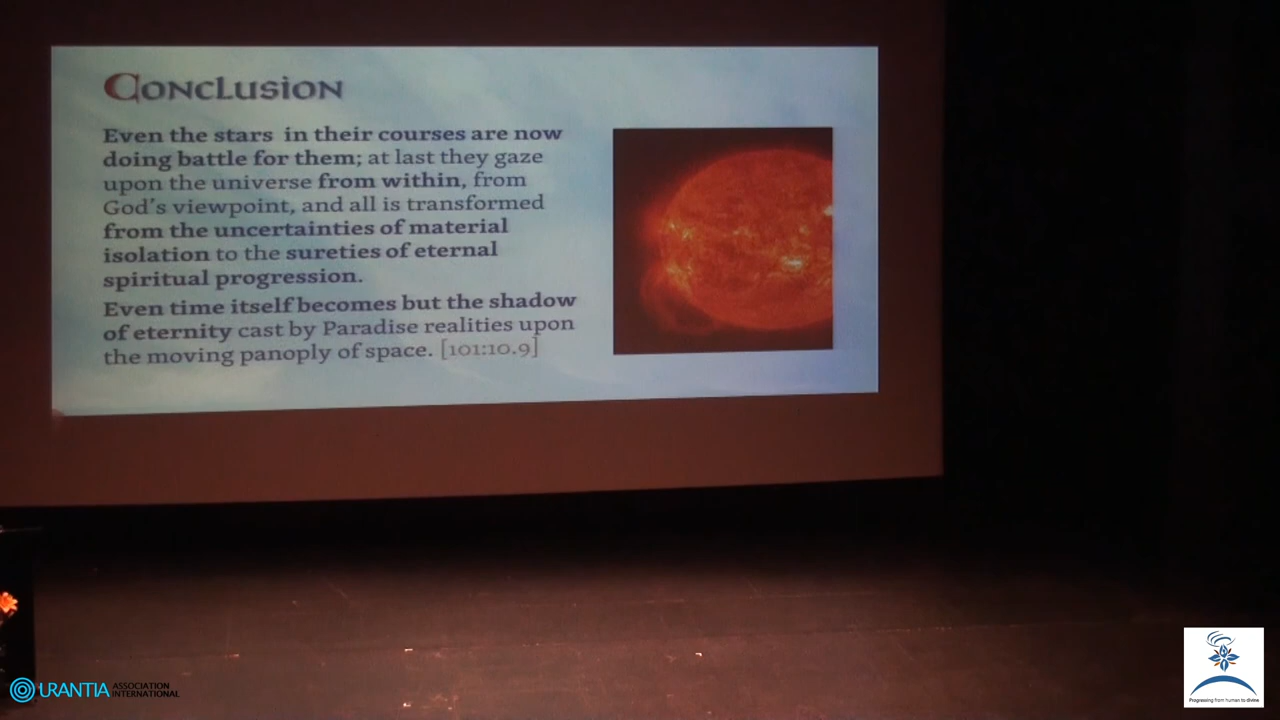 Conclusion
Even the stars in their courses are now
doing battle for them; at last they gaze
upon the universe from within, from
God's viewpoint, and all is transformed
from the uncertainties of material
isolation to the sureties of eternal
spiritual progression.
Even time itself becomes but the shadow
of eternity cast by Paradise realities upon
the moving panoply of space. [101:10.9]
URANTIA ASSOCIATION
INTERNATIONAL
Progressing from human to divine